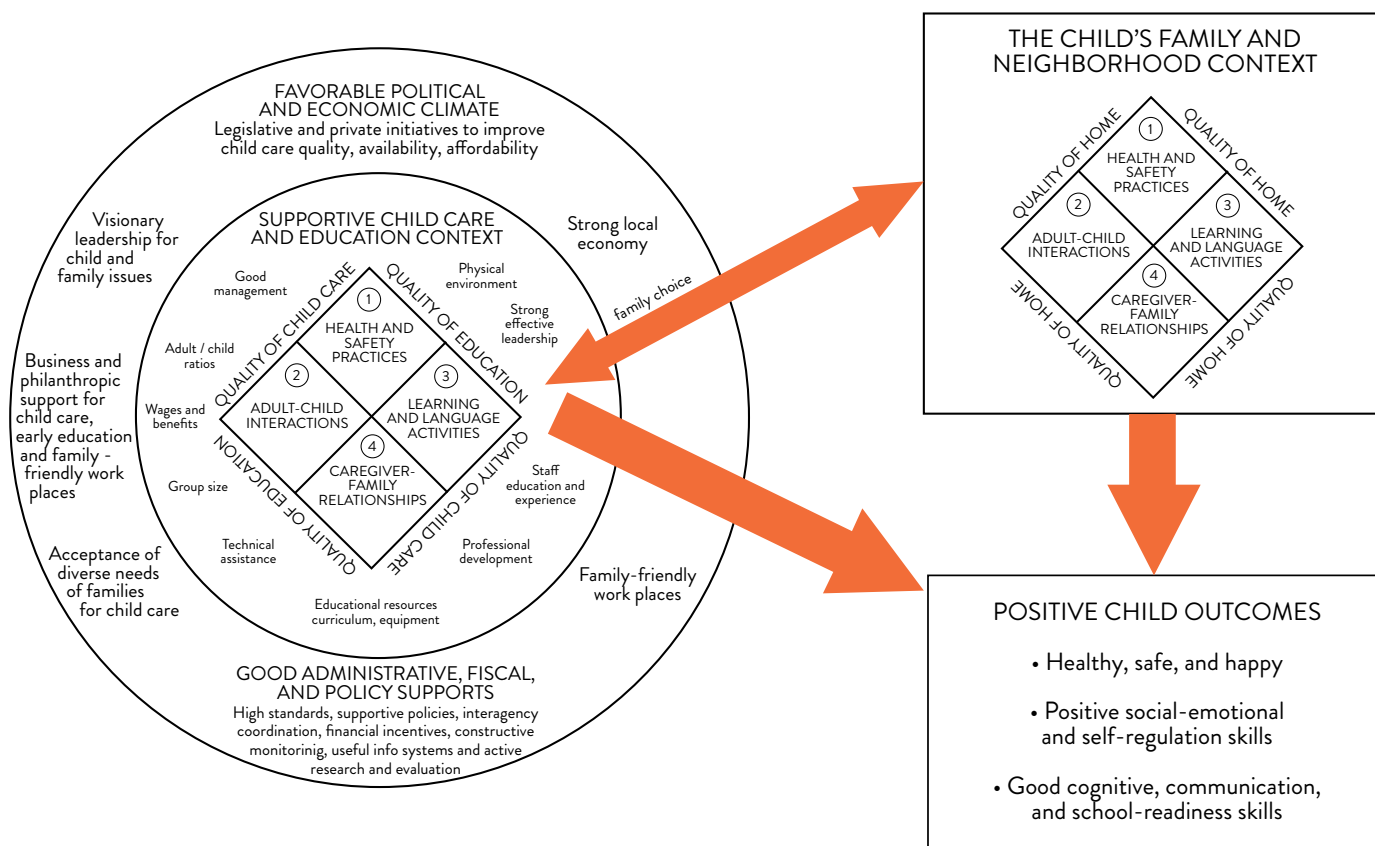 FAVORABLE POLITICAL
AND ECONOMIC CLIMATE
Legislative and private initiatives to improve
child care quality, availability, affordability
Visionary
leadership for
child and
family issues
Strong local
economy
Business and
philanthropic
support for
child care,
early education
and family -
friendly work
places
Acceptance of
diverse needs
of families
for child care
Family-friendly
work places
GOOD ADMINISTRATIVE, FISCAL,
AND POLICY SUPPORTS
High standards, supportive policies, interagency
coordination, financial incentives, constructive
monitorinig, useful info systems and active
research and evaluation
SUPPORTIVE CHILD CARE
AND EDUCATION CONTEXT
Good
management
Physical
environment
Strong
effective
leadership
Adult / child
ratios
Wages and
benefits
Group size
Technical
assistance
Educational resources
curriculum, equipment
Professional
development
Staff
education and
experience
QUALITY OF CHILD CARE
QUALITY OF EDUCATION
QUALITY OF EDUCATION
QUALITY OF CHILD CARE
1
HEALTH AND
SAFETY
PRACTICES
2
ADULT-CHILD
INTERACTIONS
3
LEARNING
AND LANGUAGE
ACTIVITIES
4
CAREGIVER-
FAMILY
RELATIONSHIPS
family choice
THE CHILD'S FAMILY AND
NEIGHBORHOOD CONTEXT
QUALITY OF HOME
QUALITY OF HOME
QUALITY OF HOME
QUALITY OF HOME
1
HEALTH AND
SAFETY
PRACTICES
2
ADULT-CHILD
INTERACTIONS
3
LEARNING
AND LANGUAGE
ACTIVITIES
4
CAREGIVER-
FAMILY
RELATIONSHIPS
POSITIVE CHILD OUTCOMES
• Healthy, safe, and happy
• Positive social-emotional
and self-regulation skills
• Good cognitive, communication,
and school-readiness skills